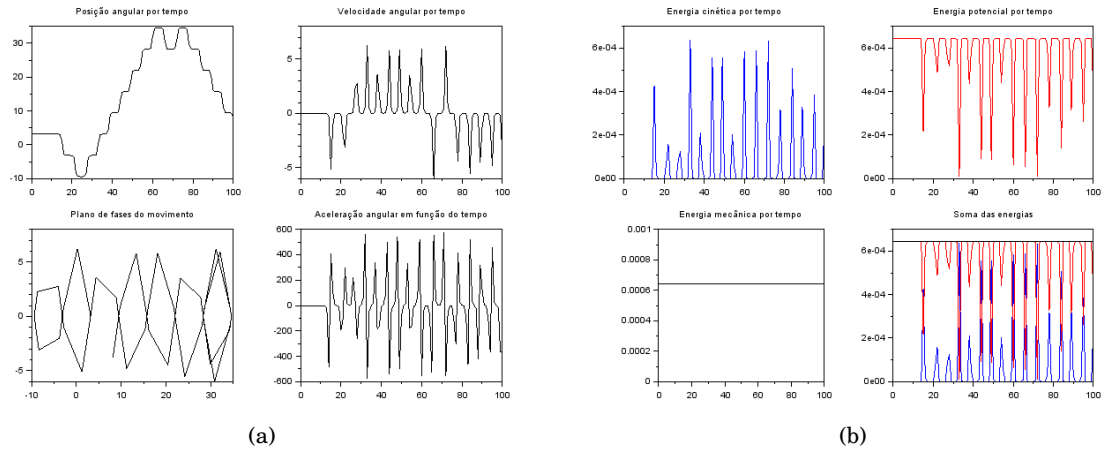 Posição angular por tempo
30
20
10
0
-10
0 20 40 60 80 100
Velocidade angular por tempo
5
0
-5
0 20 40 60 80 100
Plano de fases do movimento
5
0
-5
-10 0 10 20 30
Aceleração angular em função do tempo
600
400
200
0
-200
-400
-600
0 20 40 60 80 100
(a)
Energia cinética por tempo
6e-04
4e-04
2e-04
0e00
0 20 40 60 80 100
Energia potencial por tempo
6e-04
4e-04
2e-04
0e00
0 20 40 60 80 100
Energia mecânica por tempo
0.001
0.0008
0.0006
0.0004
0.0002
0
0 20 40 60 80 100
Soma das energias
6e-04
4e-04
2e-04
0e00
0 20 40 60 80 100
(b)